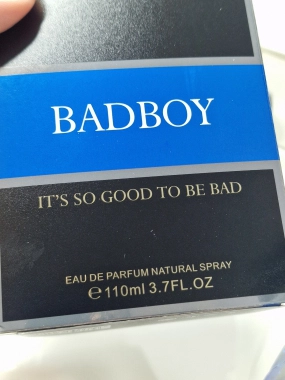 BADBOY
IT'S SO GOOD TO BE BAD
EAU DE PARFUM NATURAL SPRAY
℮110ml 3.7FL.OZ